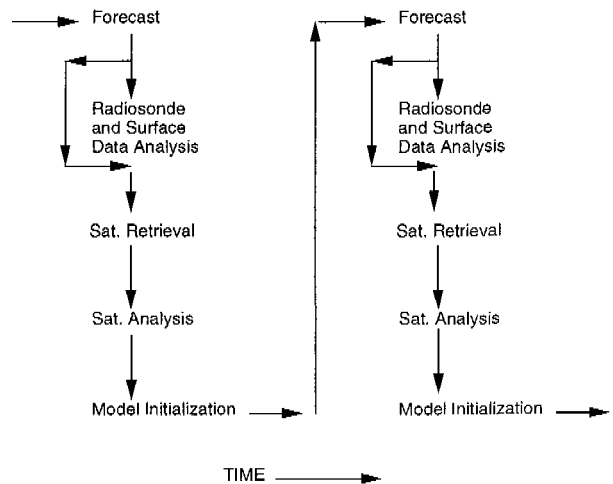 Forecast
Radiosonde
and Surface
Data Analysis
Sat. Retrieval
Sat. Analysis
Model Initialization
Forecast
Radiosonde
and Surface
Data Analysis
Sat. Retrieval
Sat. Analysis
Model Initialization
TIME